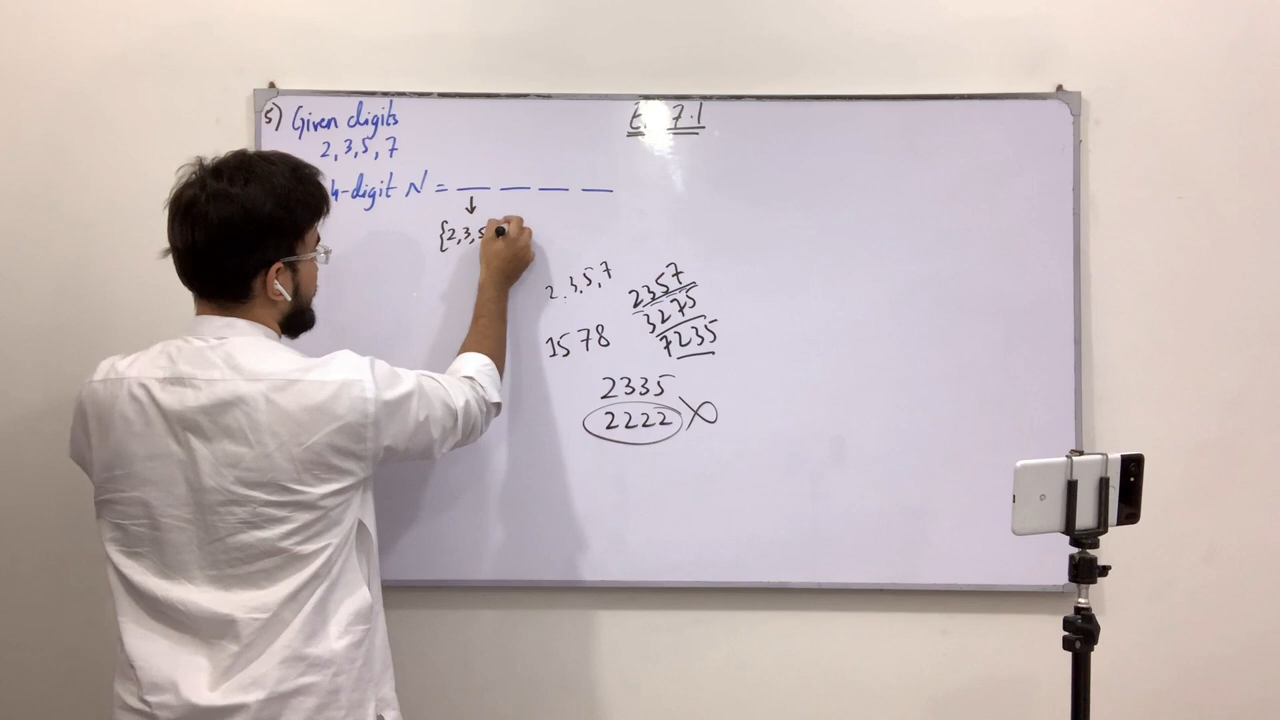 Ex 7.1
5) Given digits
2, 3, 5, 7
4-digit N = _ _ _ _
↓
{2,3,5
2,3,5,7
2357
3275
7235
1578
2335
2222